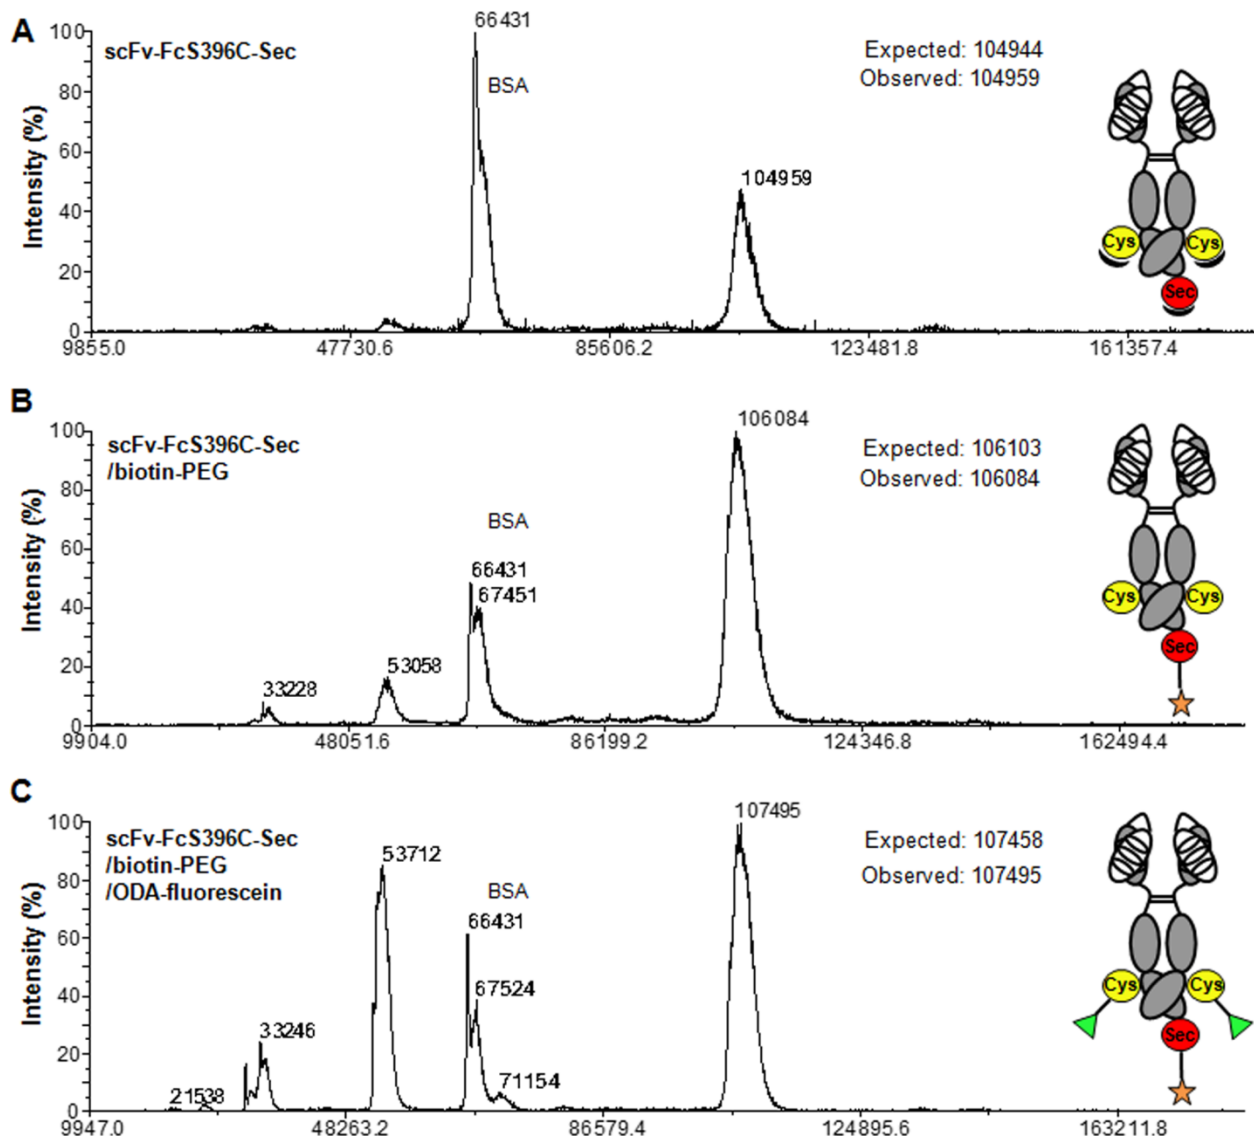 A
scFv-FcS396C-Sec
66431
BSA
104959
Expected: 104944
Observed: 104959
Intensity (%)
100
80
60
40
20
0
9855.0
47730.6
85606.2
123481.8
161357.4
Cys
Cys
Sec
B
scFv-FcS396C-Sec
/biotin-PEG
33228
53058
BSA
66431
67451
106084
Expected: 106103
Observed: 106084
Intensity (%)
100
80
60
40
20
0
9904.0
48051.6
86199.2
124346.8
162494.4
Cys
Cys
Sec
C
scFv-FcS396C-Sec
/biotin-PEG
/ODA-fluorescein
21538
33246
53712
BSA
66431
67524
71154
107495
Expected: 107458
Observed: 107495
Intensity (%)
100
80
60
40
20
0
9947.0
48263.2
86579.4
124895.6
163211.8
Cys
Cys
Sec